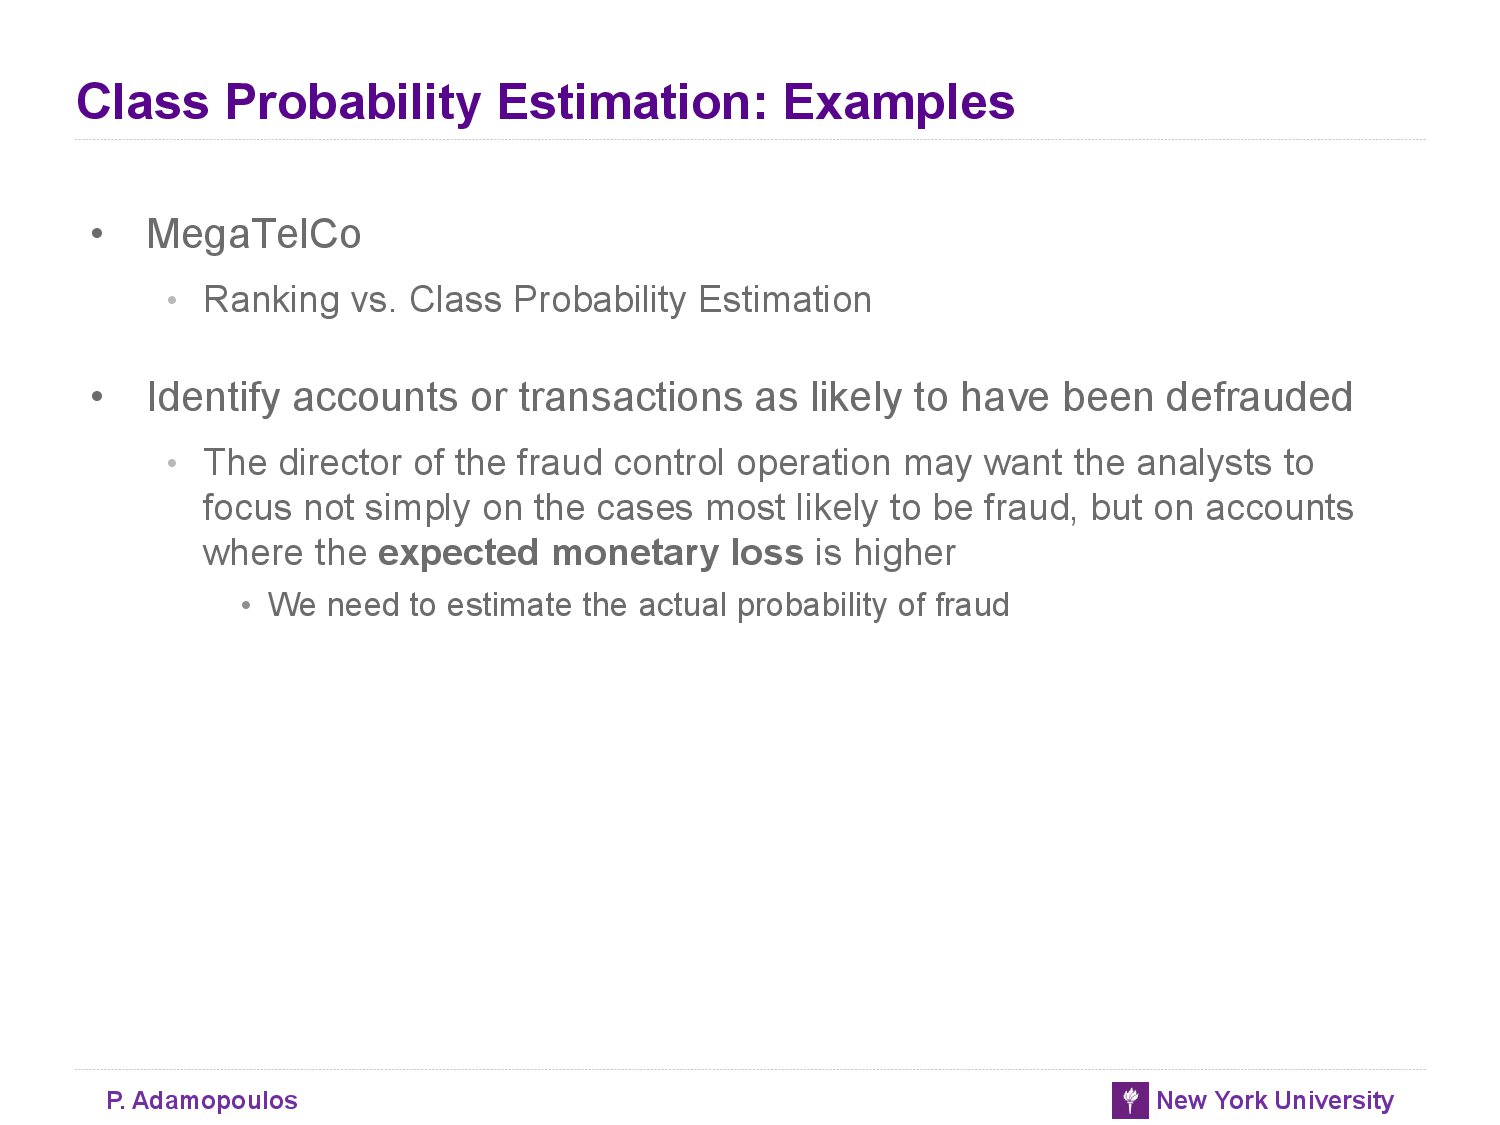 Class Probability Estimation: Examples
• MegaTelCo
• Ranking vs. Class Probability Estimation
• Identify accounts or transactions as likely to have been defrauded
• The director of the fraud control operation may want the analysts to
focus not simply on the cases most likely to be fraud, but on accounts
where the expected monetary loss is higher
• We need to estimate the actual probability of fraud
P. Adamopoulos
New York University